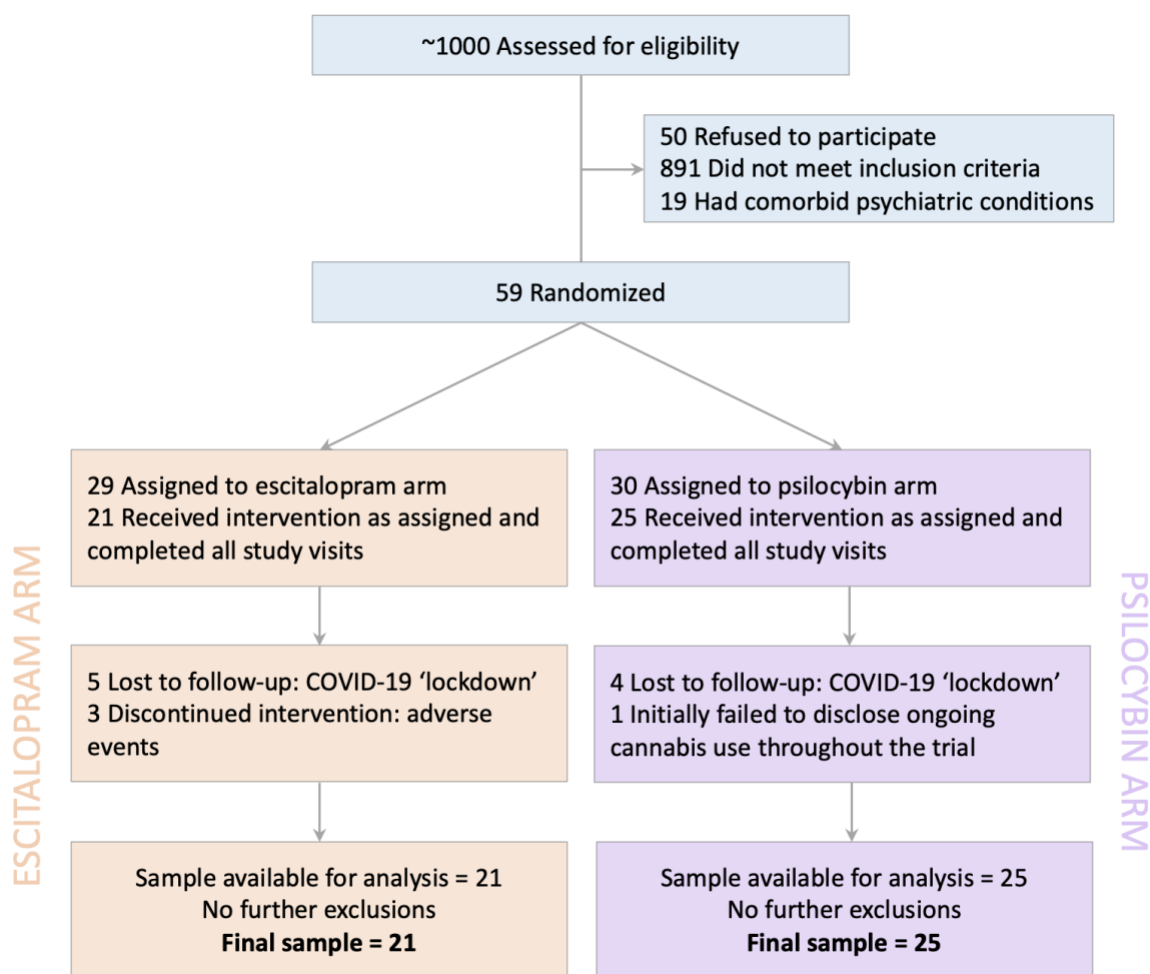 ~1000 Assessed for eligibility
50 Refused to participate
891 Did not meet inclusion criteria
19 Had comorbid psychiatric conditions
59 Randomized
ESCITALOPRAM ARM
29 Assigned to escitalopram arm
21 Received intervention as assigned and
completed all study visits
5 Lost to follow-up: COVID-19 ‘lockdown’
3 Discontinued intervention: adverse
events
Sample available for analysis = 21
No further exclusions
Final sample = 21
30 Assigned to psilocybin arm
25 Received intervention as assigned and
completed all study visits
4 Lost to follow-up: COVID-19 ‘lockdown’
1 Initially failed to disclose ongoing
cannabis use throughout the trial
Sample available for analysis = 25
No further exclusions
Final sample = 25
PSILOCYBIN ARM